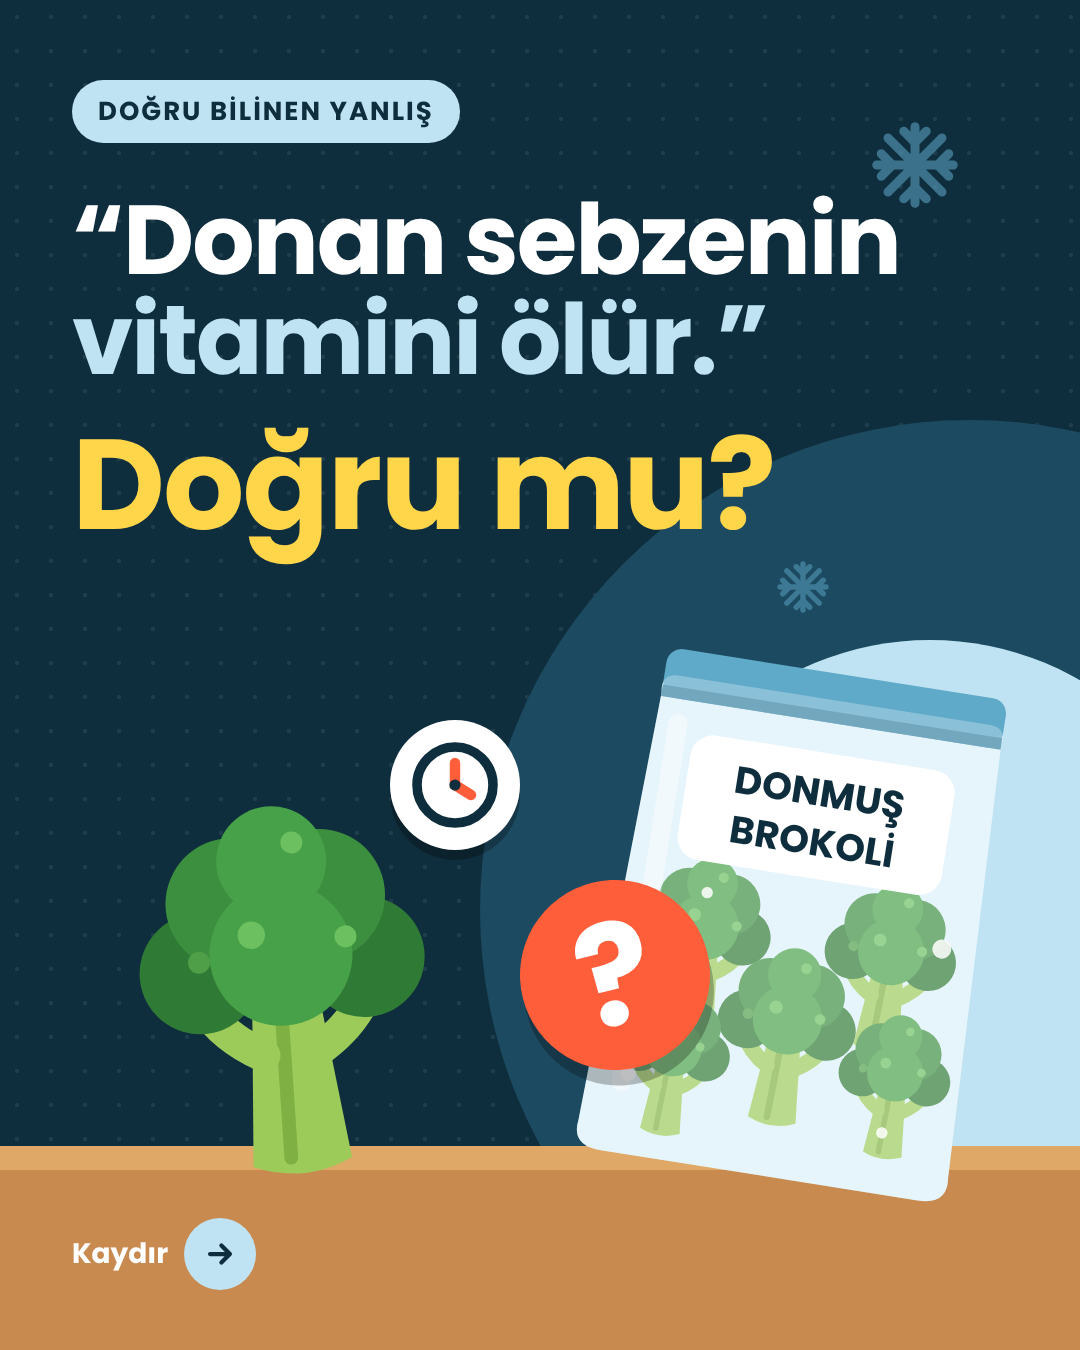 DOĞRU BİLİNEN YANLIŞ
“Donan sebzenin
vitamini ölür.”
Doğru mu?
DONMUŞ
BROKOLİ
?
Kaydır